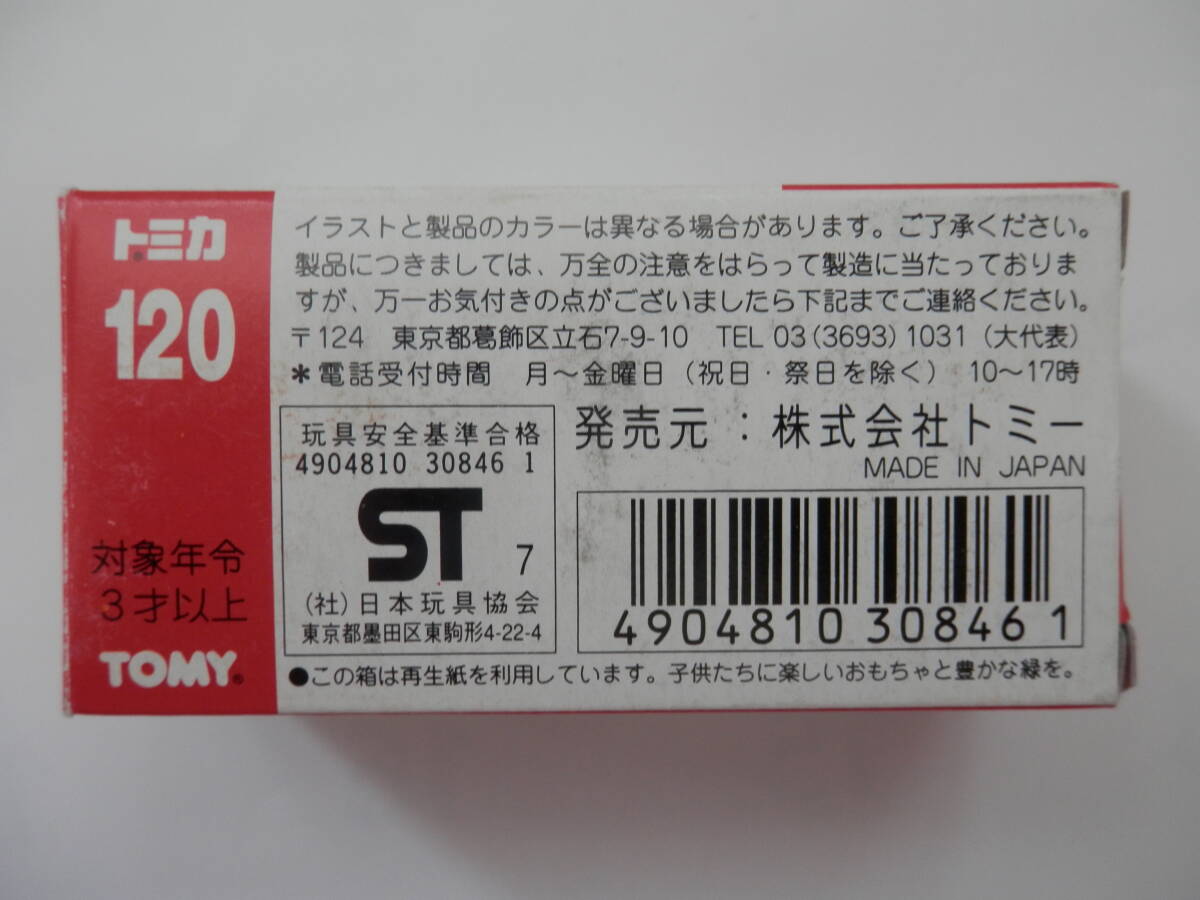 トミカ
120
対象年令
3才以上
TOMY®
イラストと製品のカラーは異なる場合があります。ご了承ください。
製品につきましては、万全の注意をはらって製造に当たっておりま
すが、万一お気付きの点がございましたら下記までご連絡ください。
〒124 東京都葛飾区立石7-9-10 TEL 03(3693)1031（大代表）
＊電話受付時間 月〜金曜日（祝日・祭日を除く） 10〜17時
玩具安全基準合格
4904810 30846 1
ST 7
(社)日本玩具協会
東京都墨田区東駒形4-22-4
発売元：株式会社トミー
MADE IN JAPAN
4904810308461
●この箱は再生紙を利用しています。子供たちに楽しいおもちゃと豊かな緑を。